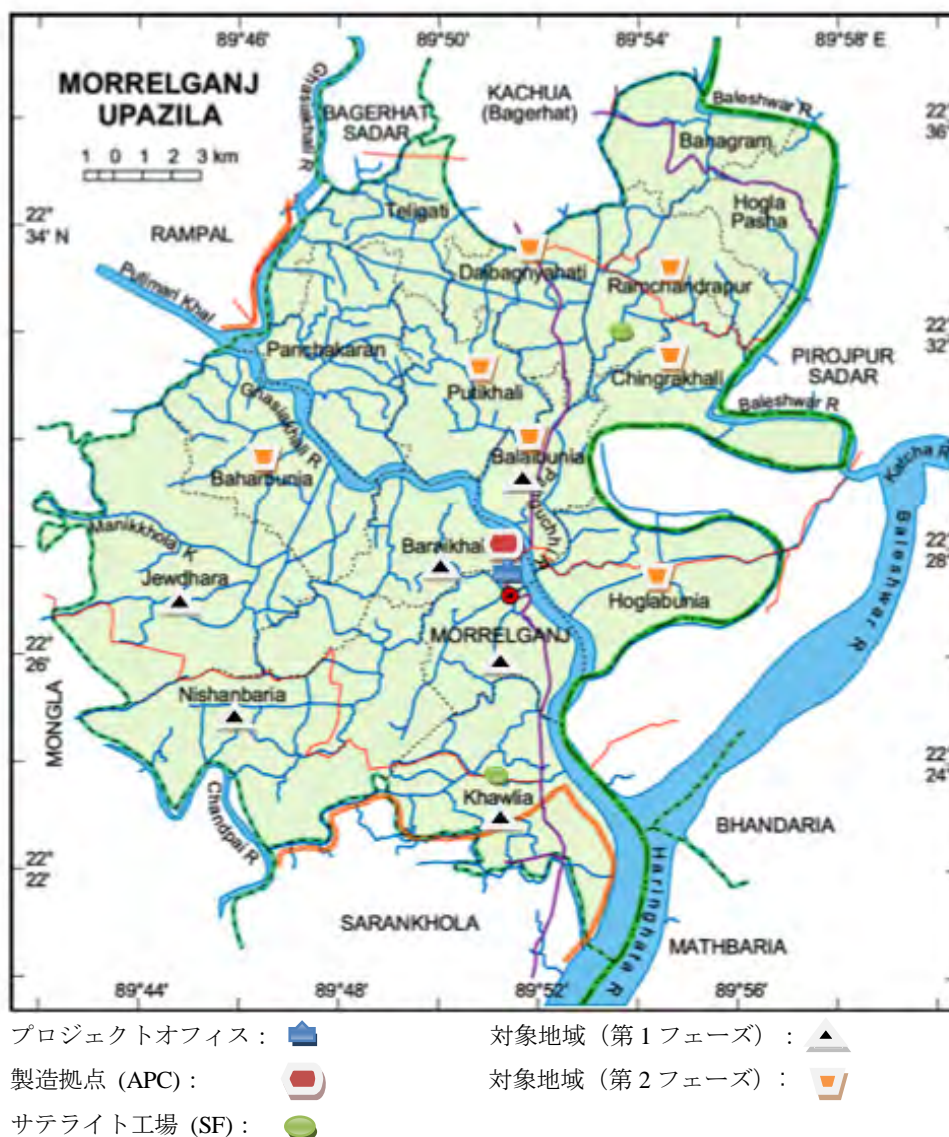 89°46' 89°50' 89°54' 89°58' E
MORRELGANJ
UPAZILA
1 0 1 2 3 km
Ghasiakhali R
BAGERHAT
SADAR
KACHUA
(Bagerhat)
Baleshwar R
22°
36'
Banagram
Hogla
Pasha
Teligati
22°
34' N
RAMPAL
Daibagnyahati
Ramchandrapur
Putimari Khal
22°
32'
Panchakaran
Putikhali
Chingrakhali
PIROJPUR
SADAR
Ghasiakhali R
Baleshwar R
Balaibunia
Baharbunia
Katcha R
Manikkhola K
Baraikhai
22°
28'
Jewdhara
Hoglabunia
Baleshwar R
22°
26'
MORRELGANJ
Nishanbaria
MONGLA
22°
24'
Khawlia
Chandpai R
BHANDARIA
22°
22'
Haringhata R
SARANKHOLA
MATHBARIA
89°44' 89°48' 89°52' 89°56'
プロジェクトオフィス： 対象地域（第 1 フェーズ）：
製造拠点 (APC)： 対象地域（第 2 フェーズ）：
サテライト工場 (SF)：